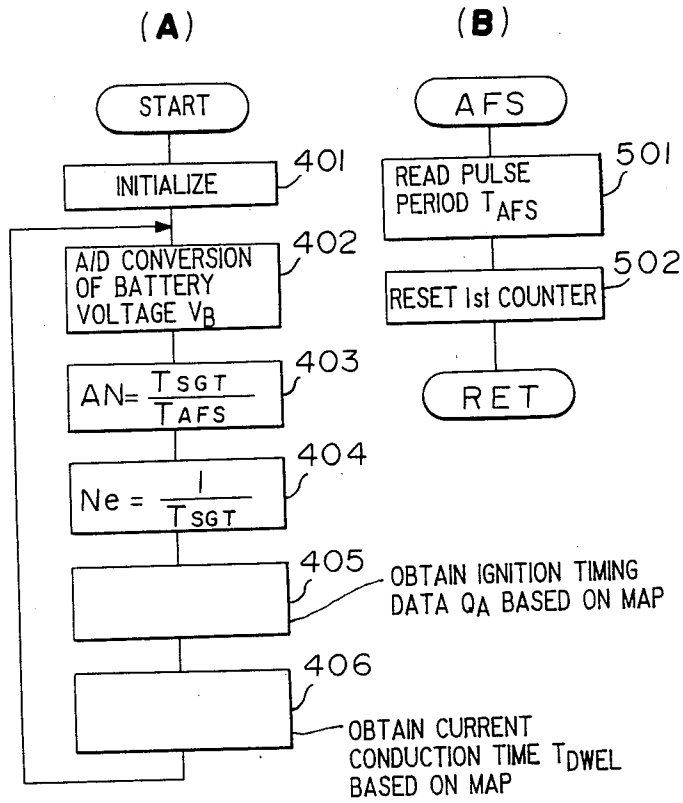 (A)
START
401
INITIALIZE
402
A/D CONVERSION
OF BATTERY
VOLTAGE VB
403
AN = TSGT / TAFS
404
Ne = 1 / TSGT
405
OBTAIN IGNITION TIMING
DATA QA BASED ON MAP
406
OBTAIN CURRENT
CONDUCTION TIME TDWEL
BASED ON MAP
(B)
AFS
501
READ PULSE
PERIOD TAFS
502
RESET 1st COUNTER
RET